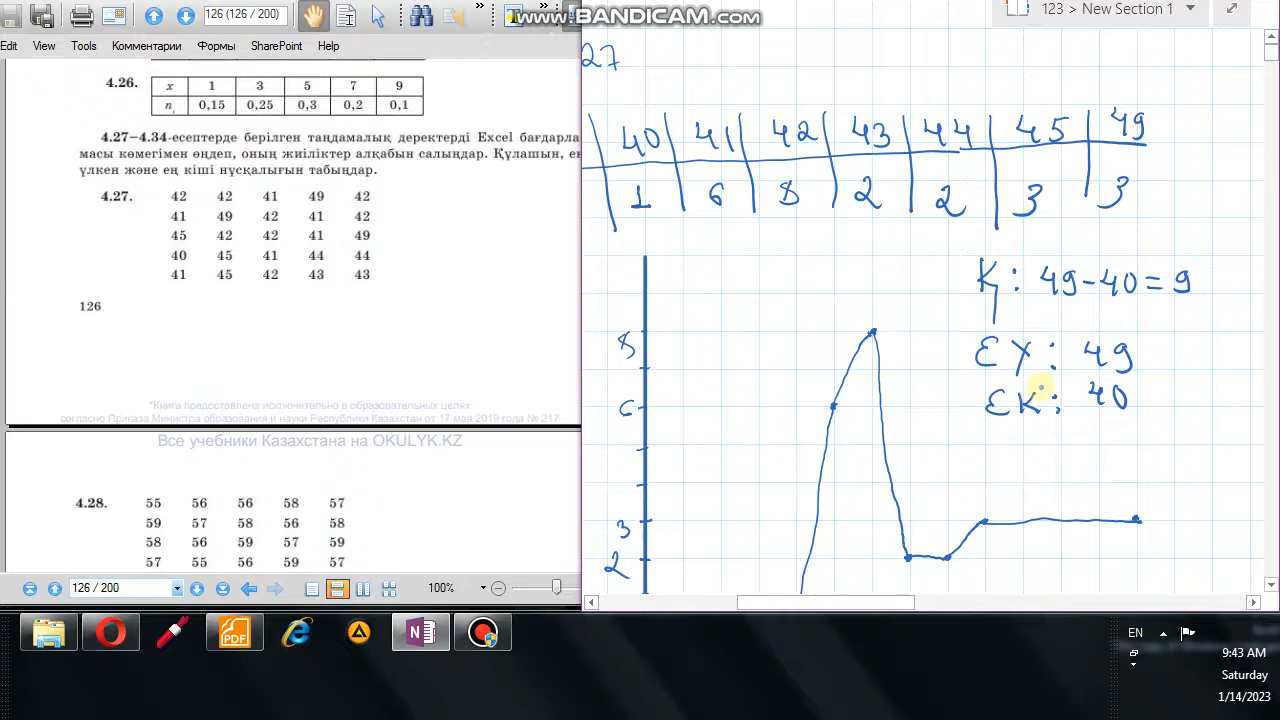 www.BANDICAM.com
126 (126 / 200)
123 > New Section 1
Edit View Tools Комментарии Формы SharePoint Help
4.26.
x 1 3 5 7 9
n 0,15 0,25 0,3 0,2 0,1
4.27—4.34-есептерде берілген таңдамалық деректерді Excel бағдарла
масы көмегімен өңдеп, оның жиіліктер алқабын салыңдар. Құлашын, ең
үлкен және ең кіші нұсқалығын табыңдар.
4.27. 42 42 41 49 42
41 49 42 41 42
45 42 42 41 49
40 45 41 44 44
41 45 42 43 43
126
*Книга предоставлена исключительно в образовательных целях
согласно Приказа Министра образования и науки Республики Казахстан от 17 мая 2019 года № 217
Все учебники Казахстана на OKULYK.KZ
4.28. 55 56 56 58 57
59 57 58 56 58
58 56 59 57 59
57 55 56 59 57
126 / 200
100%
27
40 41 42 43 44 45 49
1 6 8 2 2 3 3
Қ: 49-40=9
ЕҮ: 49
ЕК: 40
8
6
3
2
PDF
N
EN
9:43 AM
Saturday
1/14/2023